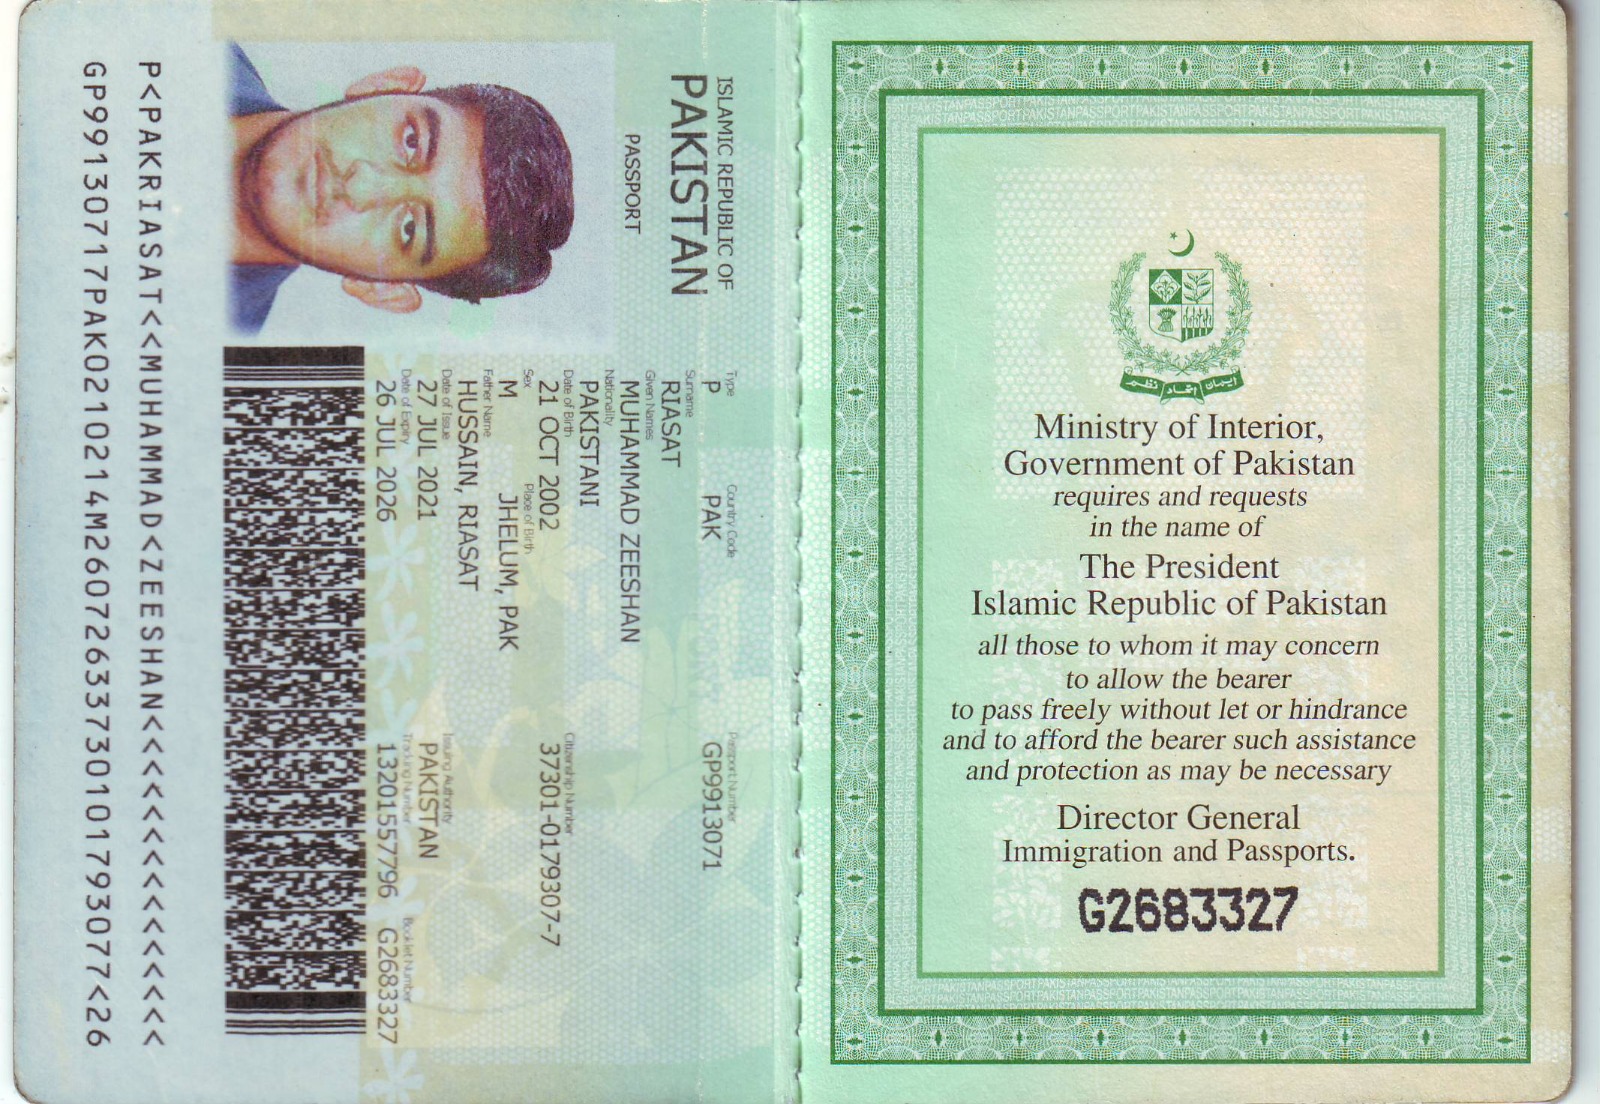 ISLAMIC REPUBLIC OF
PAKISTAN
PASSPORT
Type Country Code Passport Number
P PAK GP9913071
Surname
RIASAT
Given Names
MUHAMMAD ZEESHAN
Nationality
PAKISTANI
Date of Birth Citizenship Number
21 OCT 2002 37301-0179307-7
Sex Place of Birth
M JHELUM, PAK
Father Name
HUSSAIN, RIASAT
Date of Issue Issuing Authority
27 JUL 2021 PAKISTAN
Date of Expiry Tracking Number Booklet Number
26 JUL 2026 13201557796 G2683327
P<PAKRIASAT<<MUHAMMAD<ZEESHAN<<<<<<<<<<<<<<<
GP99130717PAK0210214M26072633730101793077<26
ایمان اتحاد نظم
Ministry of Interior,
Government of Pakistan
requires and requests
in the name of
The President
Islamic Republic of Pakistan
all those to whom it may concern
to allow the bearer
to pass freely without let or hindrance
and to afford the bearer such assistance
and protection as may be necessary
Director General
Immigration and Passports.
G2683327